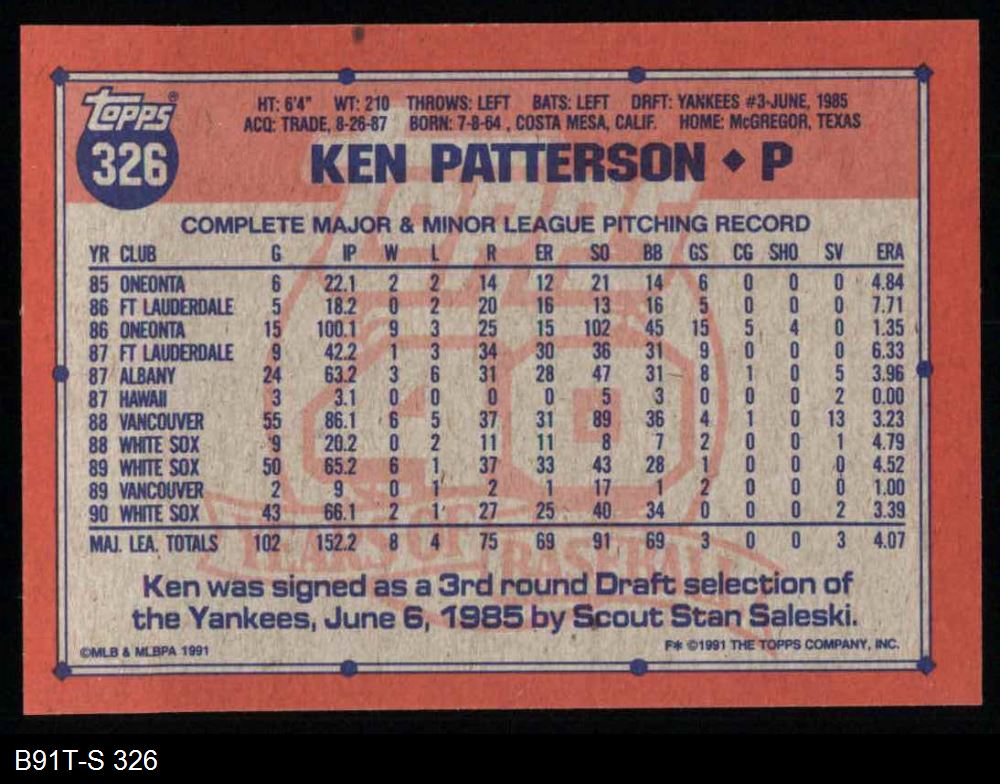 Topps®
326
HT: 6'4" WT: 210 THROWS: LEFT BATS: LEFT DRFT: YANKEES #3-JUNE, 1985
ACQ: TRADE, 8-26-87 BORN: 7-8-64 , COSTA MESA, CALIF. HOME: McGREGOR, TEXAS
KEN PATTERSON ◆ P
COMPLETE MAJOR & MINOR LEAGUE PITCHING RECORD
YR CLUB G IP W L R ER SO BB GS CG SHO SV ERA
85 ONEONTA 6 22.1 2 2 14 12 21 14 6 0 0 0 4.84
86 FT LAUDERDALE 5 18.2 0 2 20 16 13 16 5 0 0 0 7.71
86 ONEONTA 15 100.1 9 3 25 15 102 45 15 5 4 0 1.35
87 FT LAUDERDALE 9 42.2 1 3 34 30 36 31 9 0 0 0 6.33
87 ALBANY 24 63.2 3 6 31 28 47 31 8 1 0 5 3.96
87 HAWAII 3 3.1 0 0 0 0 5 3 0 0 0 2 0.00
88 VANCOUVER 55 86.1 6 5 37 31 89 36 4 1 0 13 3.23
88 WHITE SOX 9 20.2 0 2 11 11 8 7 2 0 0 1 4.79
89 WHITE SOX 50 65.2 6 1 37 33 43 28 1 0 0 0 4.52
89 VANCOUVER 2 9 0 1 2 1 17 1 2 0 0 0 1.00
90 WHITE SOX 43 66.1 2 1 27 25 40 34 0 0 0 2 3.39
MAJ. LEA. TOTALS 102 152.2 8 4 75 69 91 69 3 0 0 3 4.07
Topps
40
YEARS OF BASEBALL
Ken was signed as a 3rd round Draft selection of
the Yankees, June 6, 1985 by Scout Stan Saleski.
©MLB & MLBPA 1991 F* ©1991 THE TOPPS COMPANY, INC.
B91T-S 326